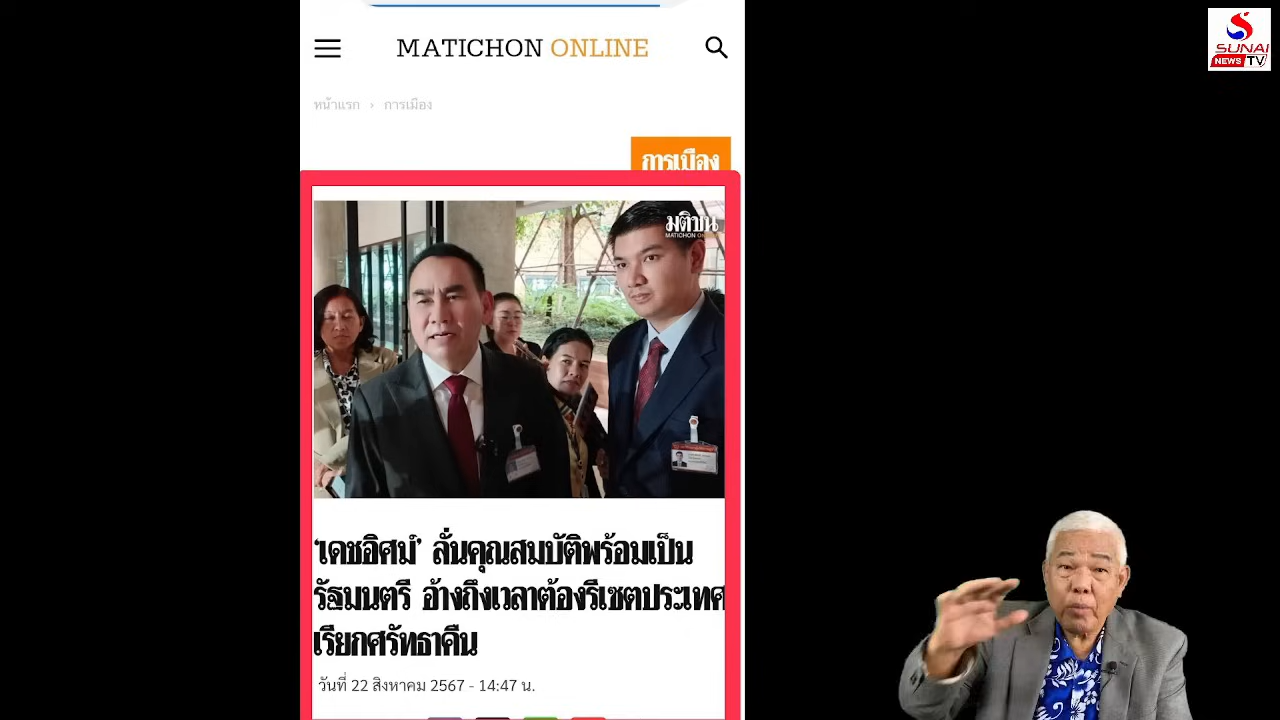 MATICHON ONLINE
SUNAI
NEWS TV
หน้าแรก › การเมือง
การเมือง
มติชน
MATICHON ONLINE
'เดชอิศม์' ลั่นคุณสมบัติพร้อมเป็น
รัฐมนตรี อ้างถึงเวลาต้องรีเซตประเทศ
เรียกศรัทธาคืน
วันที่ 22 สิงหาคม 2567 - 14:47 น.